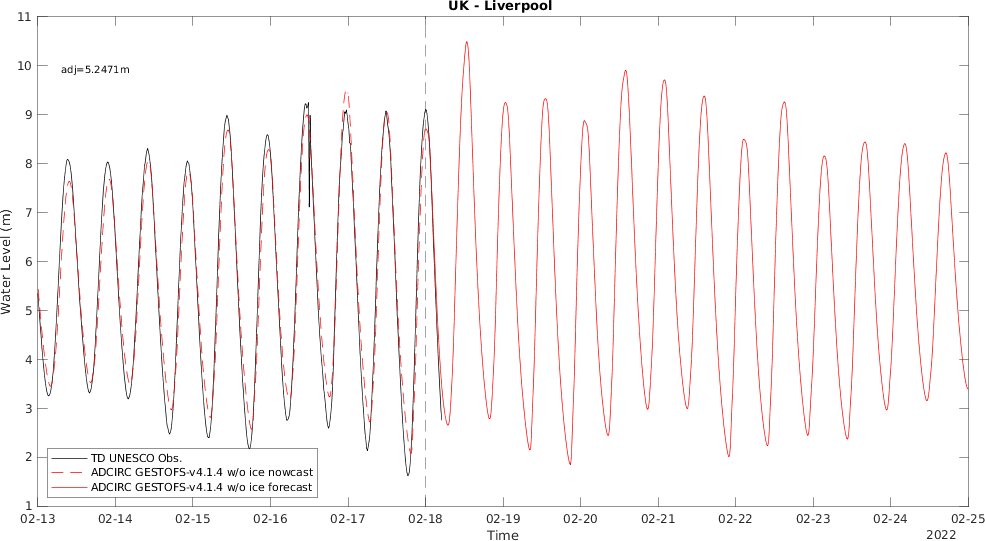 UK - Liverpool
11
10
9
8
7
6
5
4
3
2
1
Water Level (m)
adj=5.2471m
TD UNESCO Obs.
ADCIRC GESTOFS-v4.1.4 w/o ice nowcast
ADCIRC GESTOFS-v4.1.4 w/o ice forecast
02-13 02-14 02-15 02-16 02-17 02-18 02-19 02-20 02-21 02-22 02-23 02-24 02-25
Time
2022